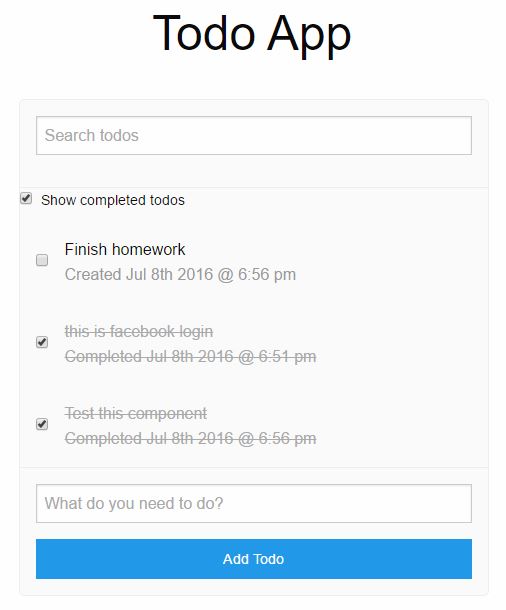 Todo App
Search todos
Show completed todos
Finish homework
Created Jul 8th 2016 @ 6:56 pm
this is facebook login
Completed Jul 8th 2016 @ 6:51 pm
Test this component
Completed Jul 8th 2016 @ 6:56 pm
What do you need to do?
Add Todo